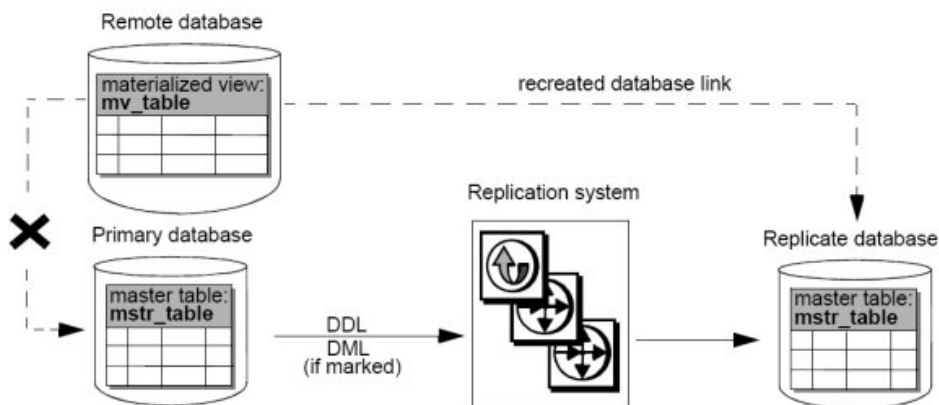 Remote database
materialized view:
mv_table
recreated database link
Replication system
Primary database
Replicate database
master table:
mstr_table
DDL
DML
(if marked)
master table:
mstr_table